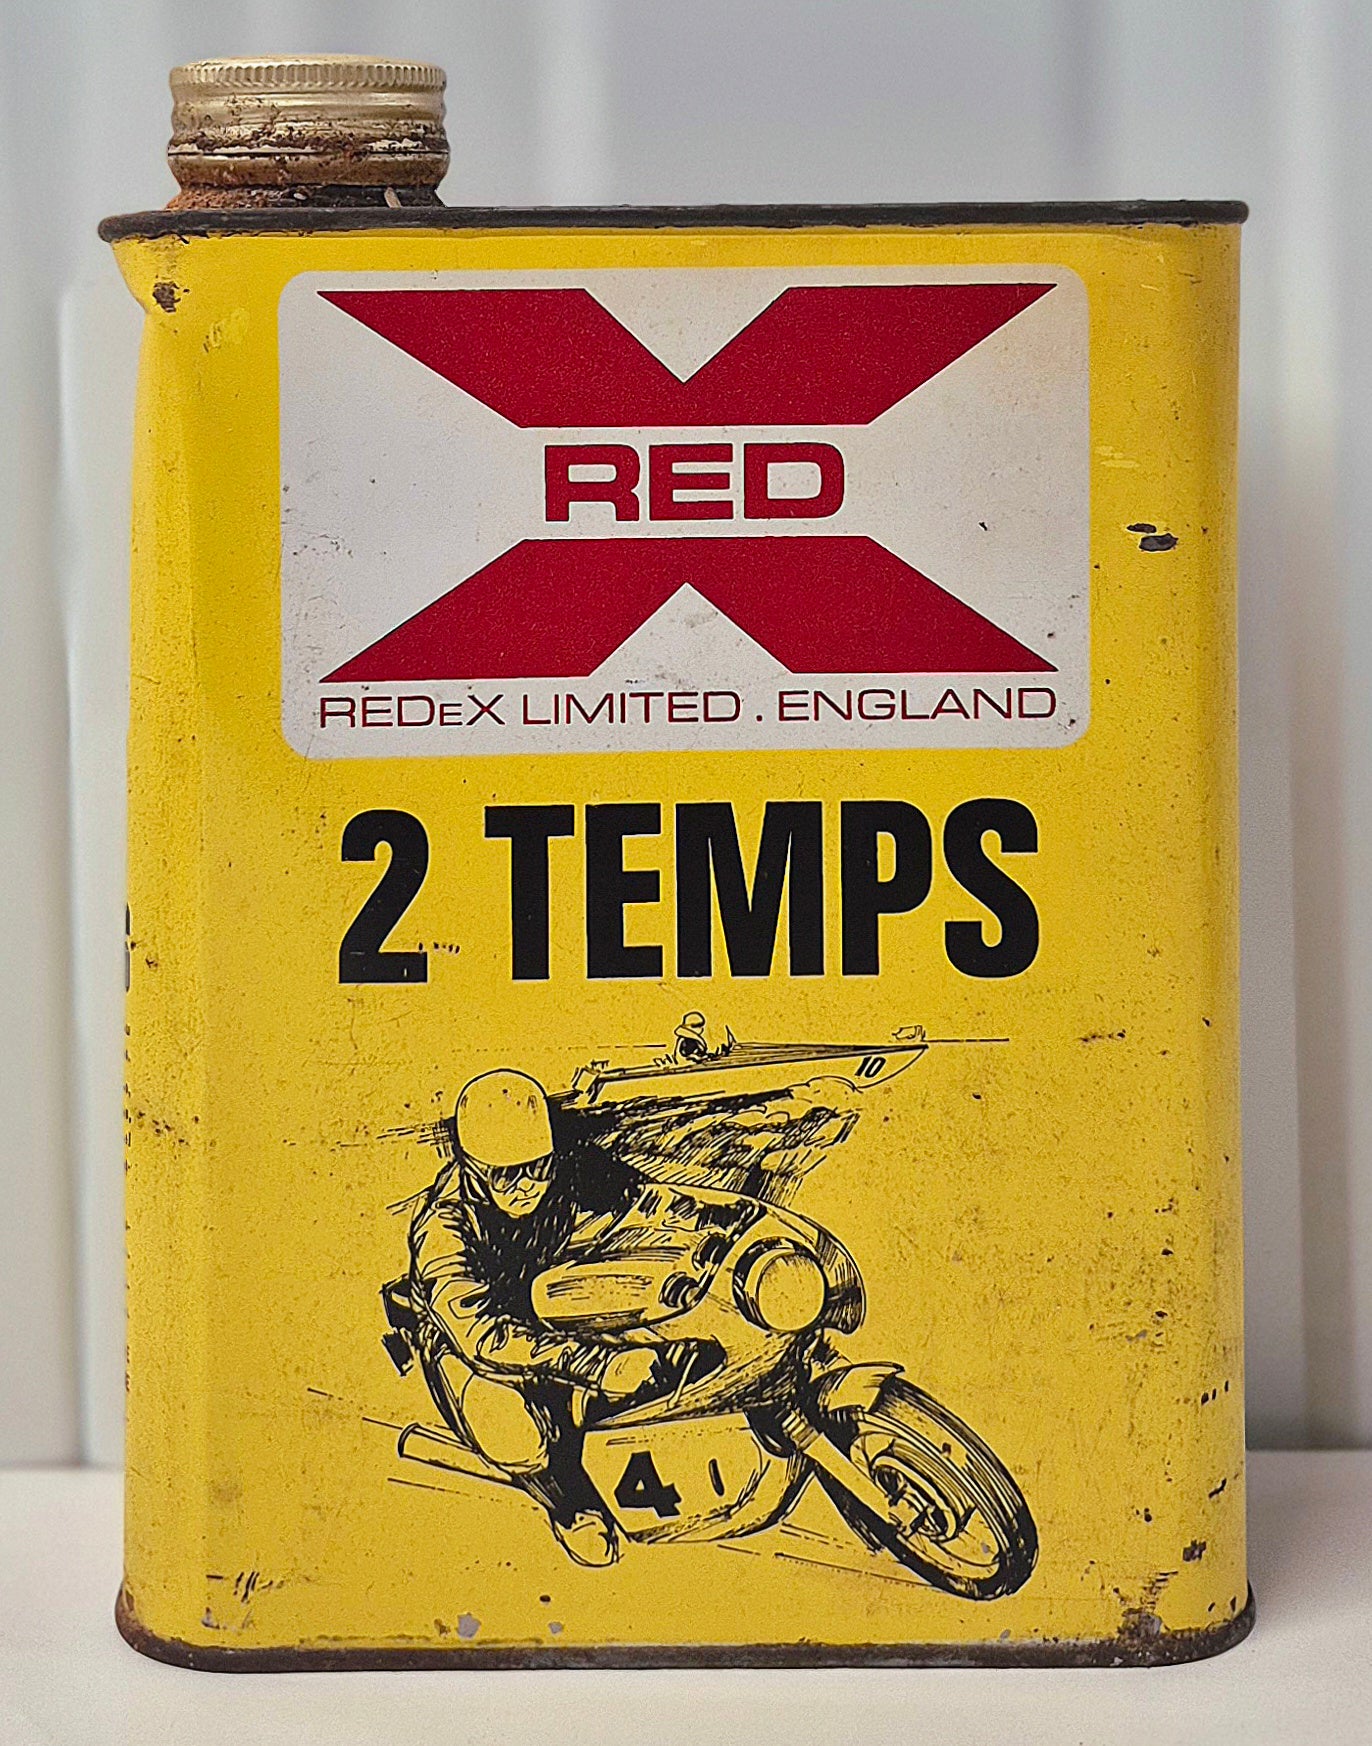 RED
REDEX LIMITED . ENGLAND
2 TEMPS
10
4